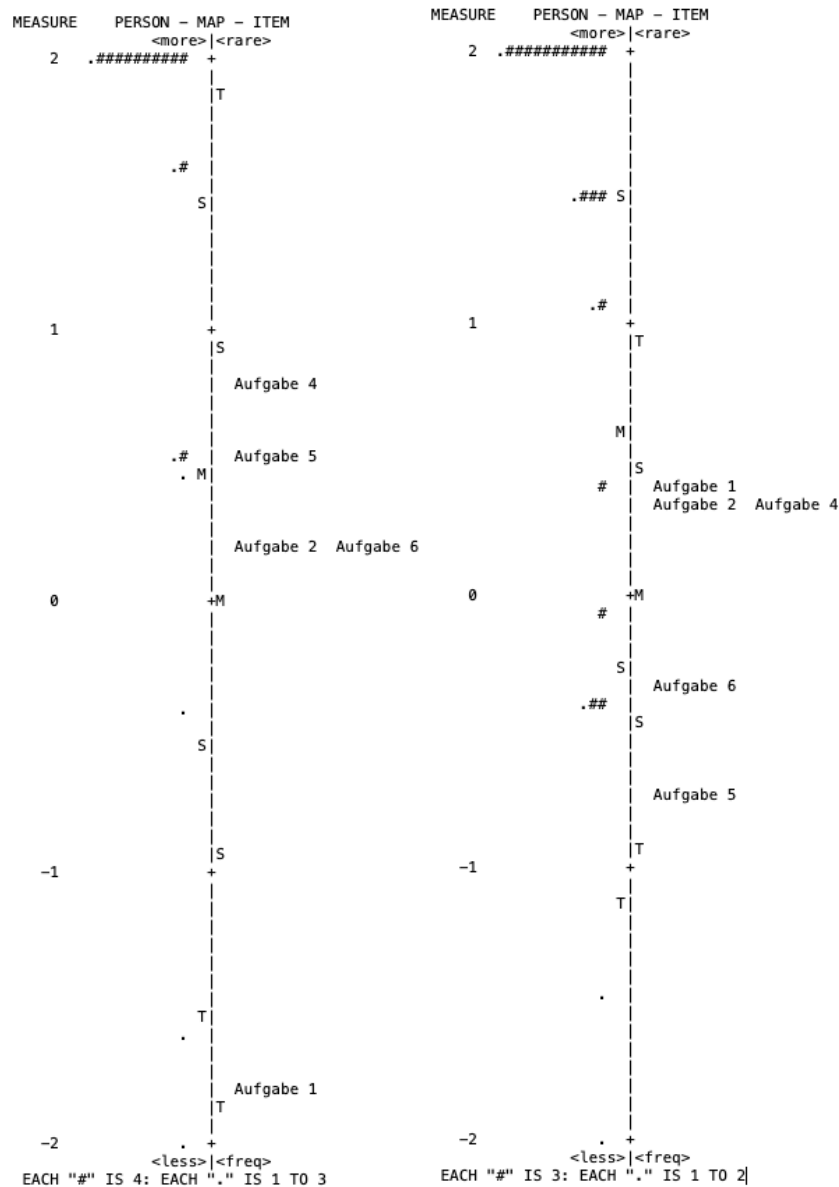 MEASURE PERSON – MAP – ITEM
<more>|<rare>
2 .########## +
|T
.# |
S|
1 +
|S
| Aufgabe 4
.# | Aufgabe 5
. M|
| Aufgabe 2 Aufgabe 6
0 +M
. |
S|
|S
−1 +
T|
. |
| Aufgabe 1
|T
−2 . +
<less>|<freq>
EACH "#" IS 4: EACH "." IS 1 TO 3
MEASURE PERSON – MAP – ITEM
<more>|<rare>
2 .########### +
.### S|
.# |
1 +
|T
M|
|S
# | Aufgabe 1
| Aufgabe 2 Aufgabe 4
0 +M
# |
S|
| Aufgabe 6
.## |
|S
| Aufgabe 5
|T
−1 +
T|
. |
−2 . +
<less>|<freq>
EACH "#" IS 3: EACH "." IS 1 TO 2